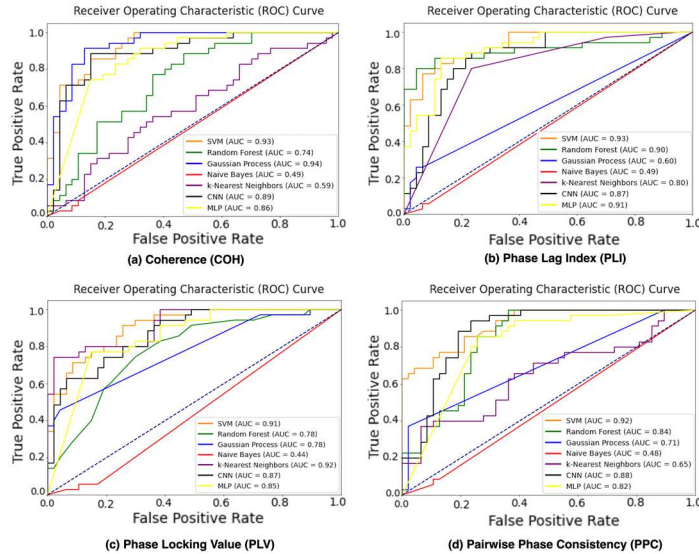 Receiver Operating Characteristic (ROC) Curve
True Positive Rate
1.0
0.8
0.6
0.4
0.2
0.0
SVM (AUC = 0.93)
Random Forest (AUC = 0.74)
Gaussian Process (AUC = 0.94)
Naive Bayes (AUC = 0.49)
k-Nearest Neighbors (AUC = 0.59)
CNN (AUC = 0.89)
MLP (AUC = 0.86)
0.0 0.2 0.4 0.6 0.8 1.0
False Positive Rate
(a) Coherence (COH)
Receiver Operating Characteristic (ROC) Curve
True Positive Rate
1.0
0.8
0.6
0.4
0.2
0.0
SVM (AUC = 0.93)
Random Forest (AUC = 0.90)
Gaussian Process (AUC = 0.60)
Naive Bayes (AUC = 0.49)
k-Nearest Neighbors (AUC = 0.80)
CNN (AUC = 0.87)
MLP (AUC = 0.91)
0.0 0.2 0.4 0.6 0.8 1.0
False Positive Rate
(b) Phase Lag Index (PLI)
Receiver Operating Characteristic (ROC) Curve
True Positive Rate
1.0
0.8
0.6
0.4
0.2
0.0
SVM (AUC = 0.91)
Random Forest (AUC = 0.78)
Gaussian Process (AUC = 0.78)
Naive Bayes (AUC = 0.44)
k-Nearest Neighbors (AUC = 0.92)
CNN (AUC = 0.87)
MLP (AUC = 0.85)
0.0 0.2 0.4 0.6 0.8 1.0
False Positive Rate
(c) Phase Locking Value (PLV)
Receiver Operating Characteristic (ROC) Curve
True Positive Rate
1.0
0.8
0.6
0.4
0.2
0.0
SVM (AUC = 0.92)
Random Forest (AUC = 0.84)
Gaussian Process (AUC = 0.71)
Naive Bayes (AUC = 0.48)
k-Nearest Neighbors (AUC = 0.65)
CNN (AUC = 0.88)
MLP (AUC = 0.82)
0.0 0.2 0.4 0.6 0.8 1.0
False Positive Rate
(d) Pairwise Phase Consistency (PPC)